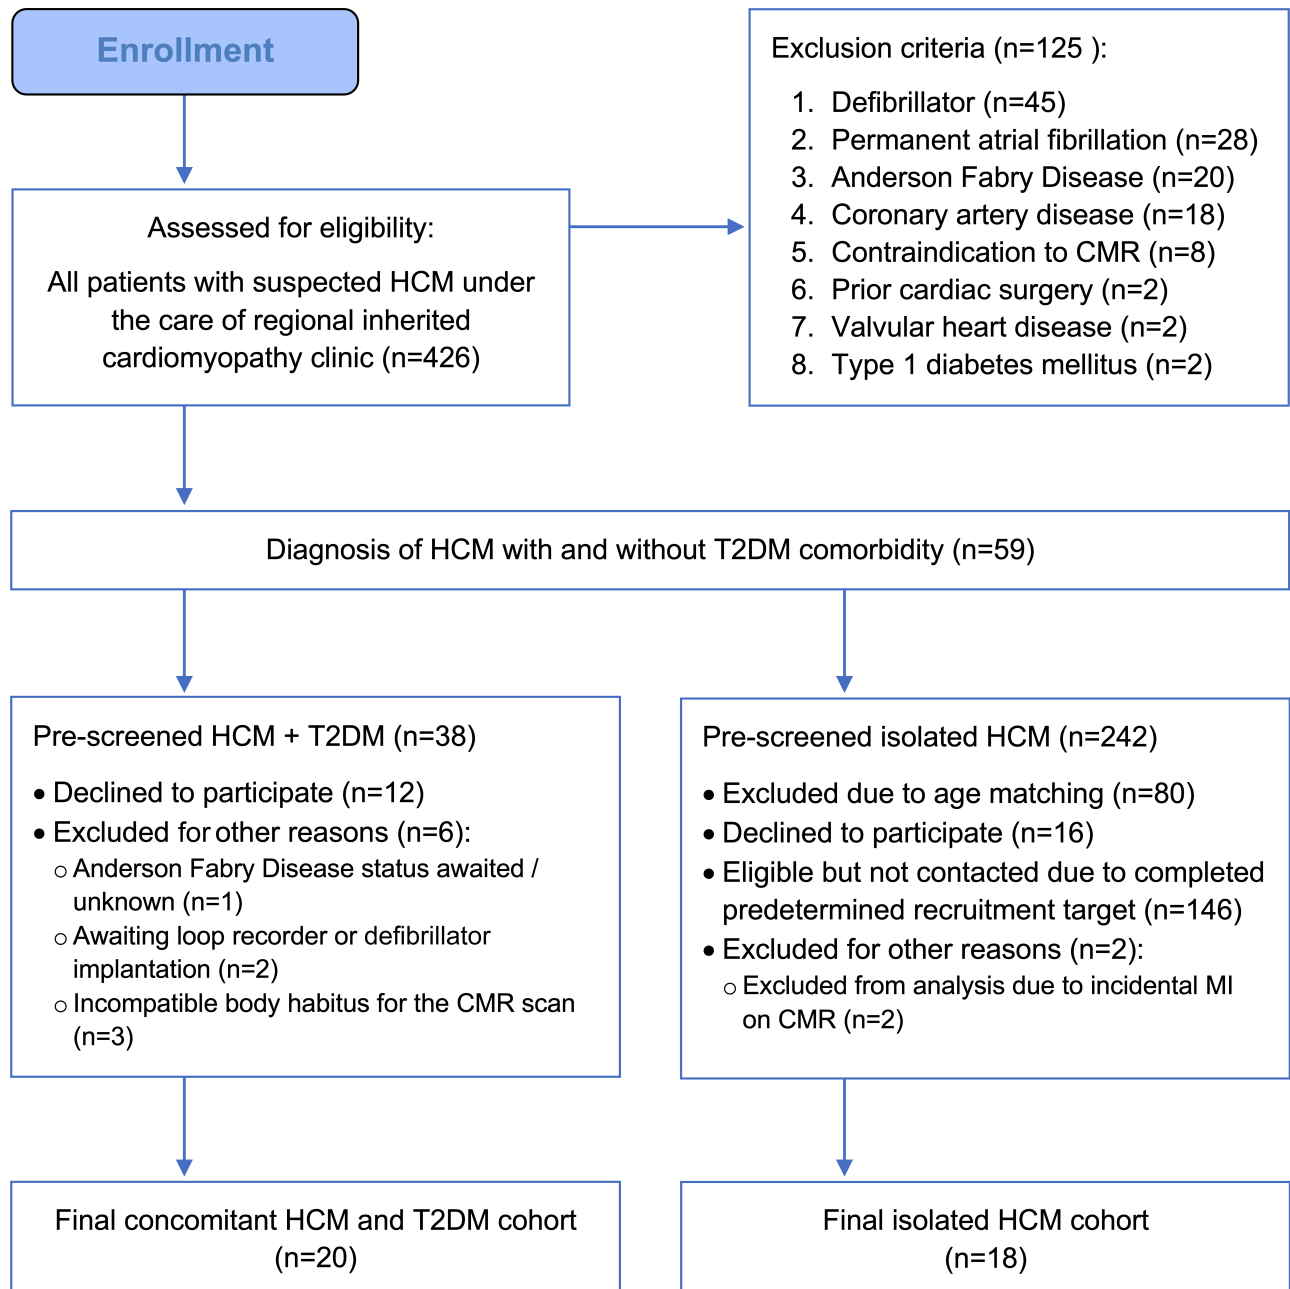 Enrollment
Exclusion criteria (n=125 ):
1. Defibrillator (n=45)
2. Permanent atrial fibrillation (n=28)
3. Anderson Fabry Disease (n=20)
4. Coronary artery disease (n=18)
5. Contraindication to CMR (n=8)
6. Prior cardiac surgery (n=2)
7. Valvular heart disease (n=2)
8. Type 1 diabetes mellitus (n=2)
Assessed for eligibility:
All patients with suspected HCM under
the care of regional inherited
cardiomyopathy clinic (n=426)
Diagnosis of HCM with and without T2DM comorbidity (n=59)
Pre-screened HCM + T2DM (n=38)
• Declined to participate (n=12)
• Excluded for other reasons (n=6):
○ Anderson Fabry Disease status awaited /
unknown (n=1)
○ Awaiting loop recorder or defibrillator
implantation (n=2)
○ Incompatible body habitus for the CMR scan
(n=3)
Pre-screened isolated HCM (n=242)
• Excluded due to age matching (n=80)
• Declined to participate (n=16)
• Eligible but not contacted due to completed
predetermined recruitment target (n=146)
• Excluded for other reasons (n=2):
○ Excluded from analysis due to incidental MI
on CMR (n=2)
Final concomitant HCM and T2DM cohort
(n=20)
Final isolated HCM cohort
(n=18)